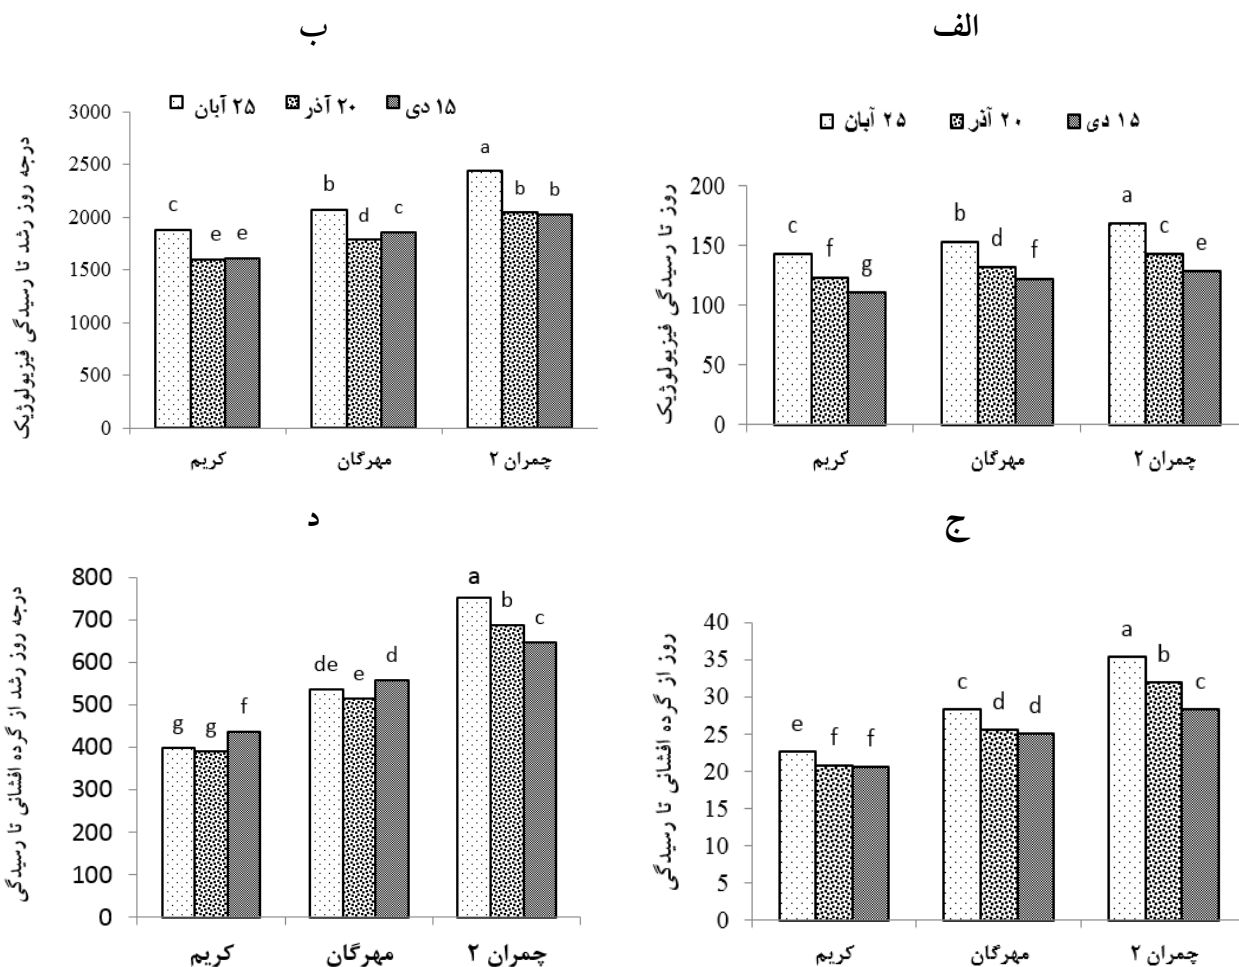 الف
۲۵ آبان ۲۰ آذر ۱۵ دی
روز تا رسیدگی فیزیولوژیک
200
150
100
50
0
c f g b d f a c e
کریم مهرگان چمران ۲
ب
۲۵ آبان ۲۰ آذر ۱۵ دی
درجه روز رشد تا رسیدگی فیزیولوژیک
3000
2500
2000
1500
1000
500
0
c e e b d c a b b
کریم مهرگان چمران ۲
ج
روز از گرده افشانی تا رسیدگی
40
35
30
25
20
15
10
5
0
e f f c d d a b c
کریم مهرگان چمران ۲
د
درجه روز رشد از گرده افشانی تا رسیدگی
800
700
600
500
400
300
200
100
0
g g f de e d a b c
کریم مهرگان چمران ۲